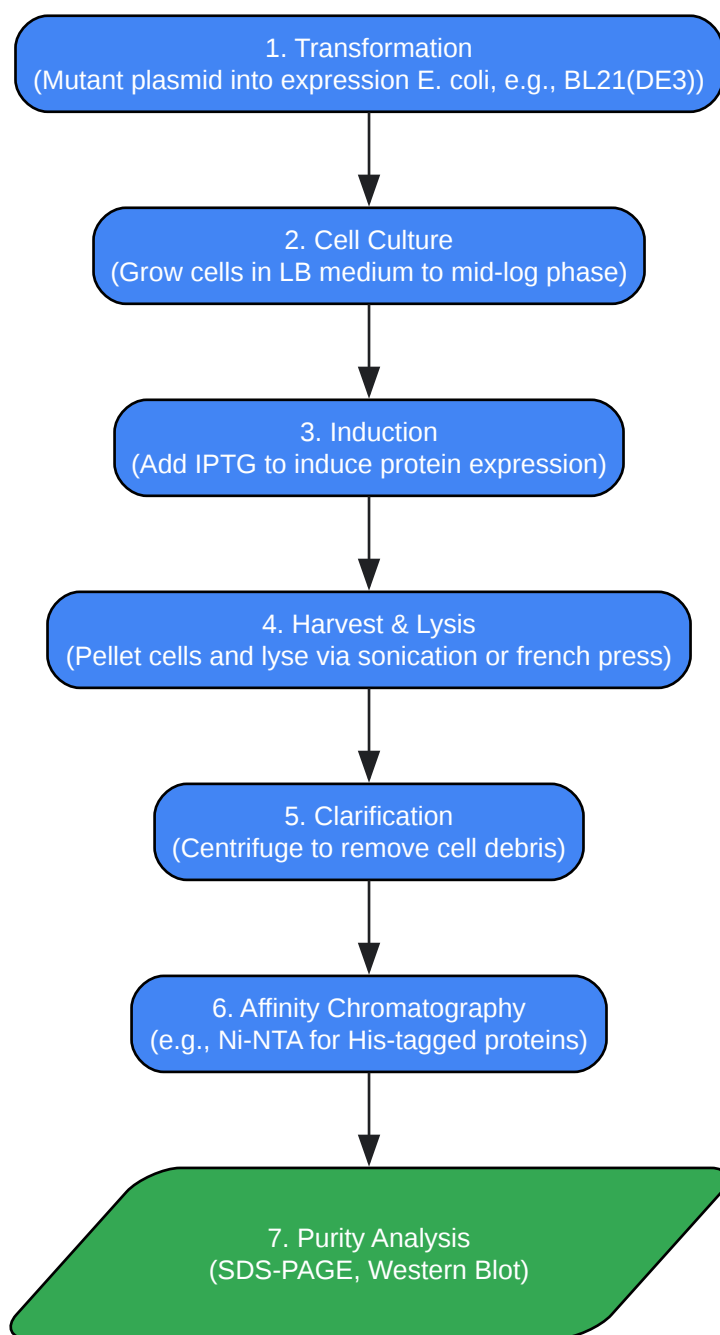 1. Transformation
(Mutant plasmid into expression E. coli, e.g., BL21(DE3))
2. Cell Culture
(Grow cells in LB medium to mid-log phase)
3. Induction
(Add IPTG to induce protein expression)
4. Harvest & Lysis
(Pellet cells and lyse via sonication or french press)
5. Clarification
(Centrifuge to remove cell debris)
6. Affinity Chromatography
(e.g., Ni-NTA for His-tagged proteins)
7. Purity Analysis
(SDS-PAGE, Western Blot)